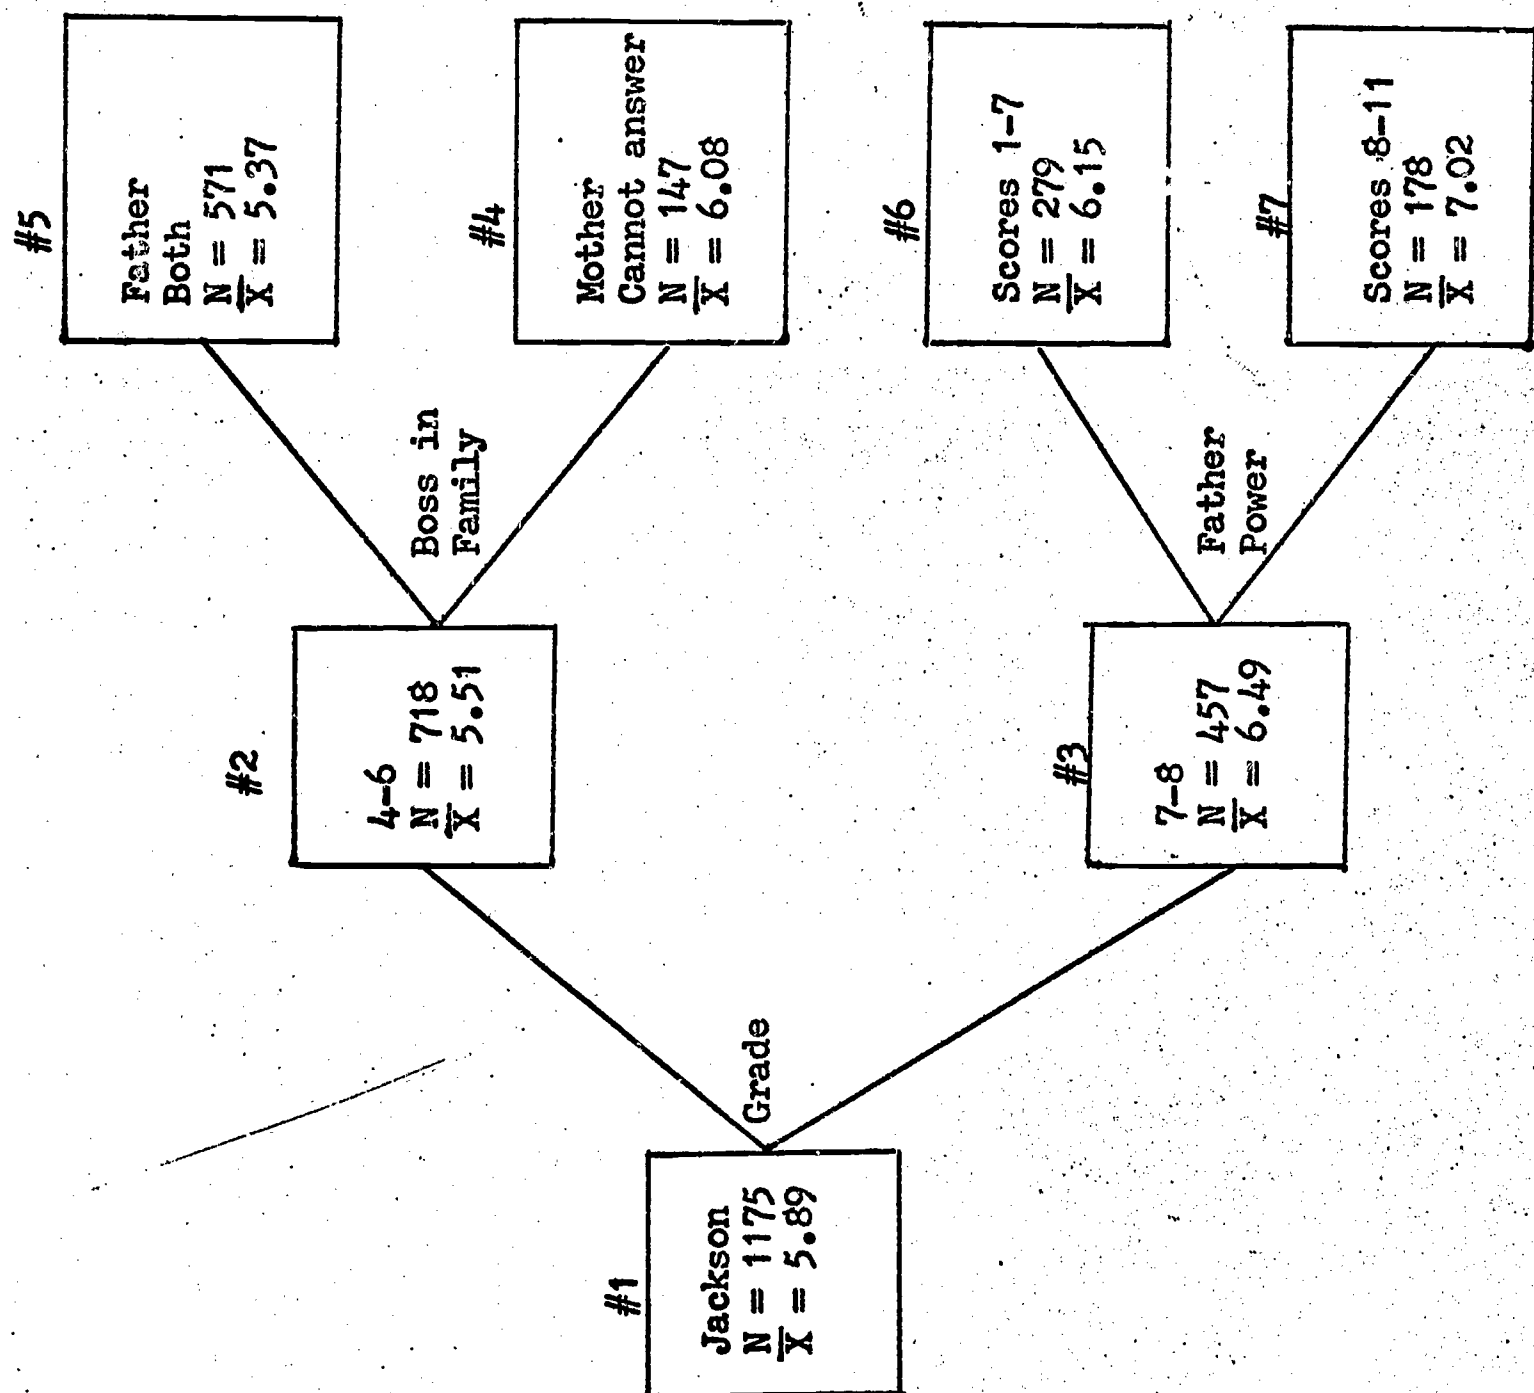 #1
Jackson
N = 1175
X̅ = 5.89
Grade
#2
4-6
N = 718
X̅ = 5.51
#3
7-8
N = 457
X̅ = 6.49
Boss in
Family
Father
Power
#5
Father
Both
N = 571
X̅ = 5.37
#4
Mother
Cannot answer
N = 147
X̅ = 6.08
#6
Scores 1-7
N = 279
X̅ = 6.15
#7
Scores 8-11
N = 178
X̅ = 7.02